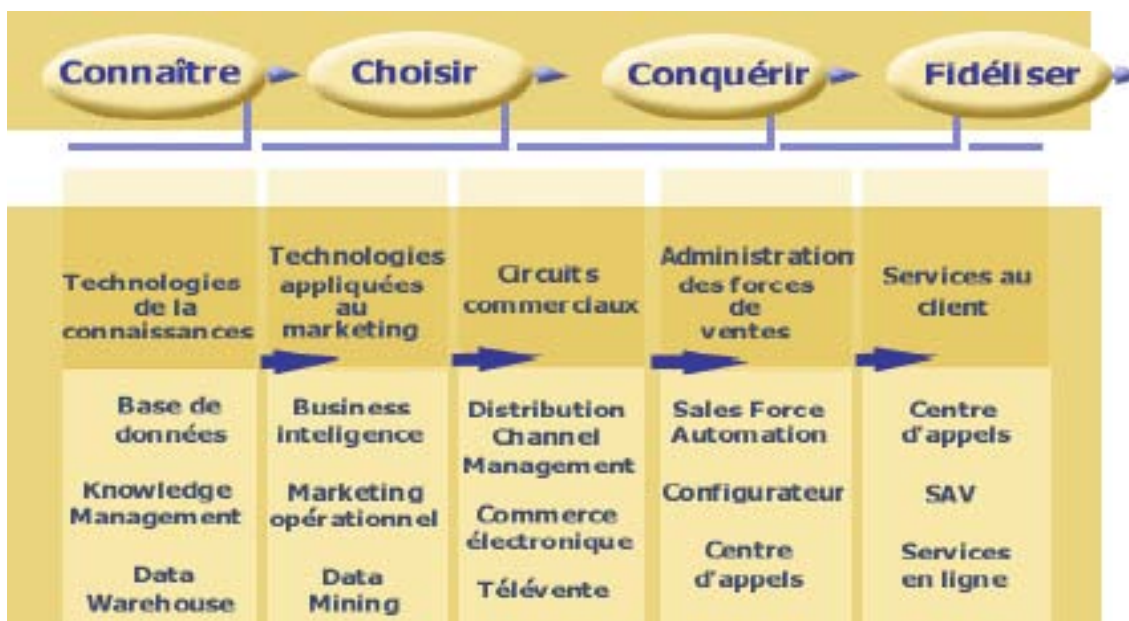 Connaître
Choisir
Conquérir
Fidéliser
Technologies
de la
connaissances
Technologies
appliquées
au
marketing
Circuits
commerciaux
Administration
des forces
de
ventes
Services au
client
Base de
données
Knowledge
Management
Data
Warehouse
Business
inteligence
Marketing
opérationnel
Data
Mining
Distribution
Channel
Management
Commerce
électronique
Télévente
Sales Force
Automation
Configurateur
Centre
d'appels
Centre
d'appels
SAV
Services
en ligne